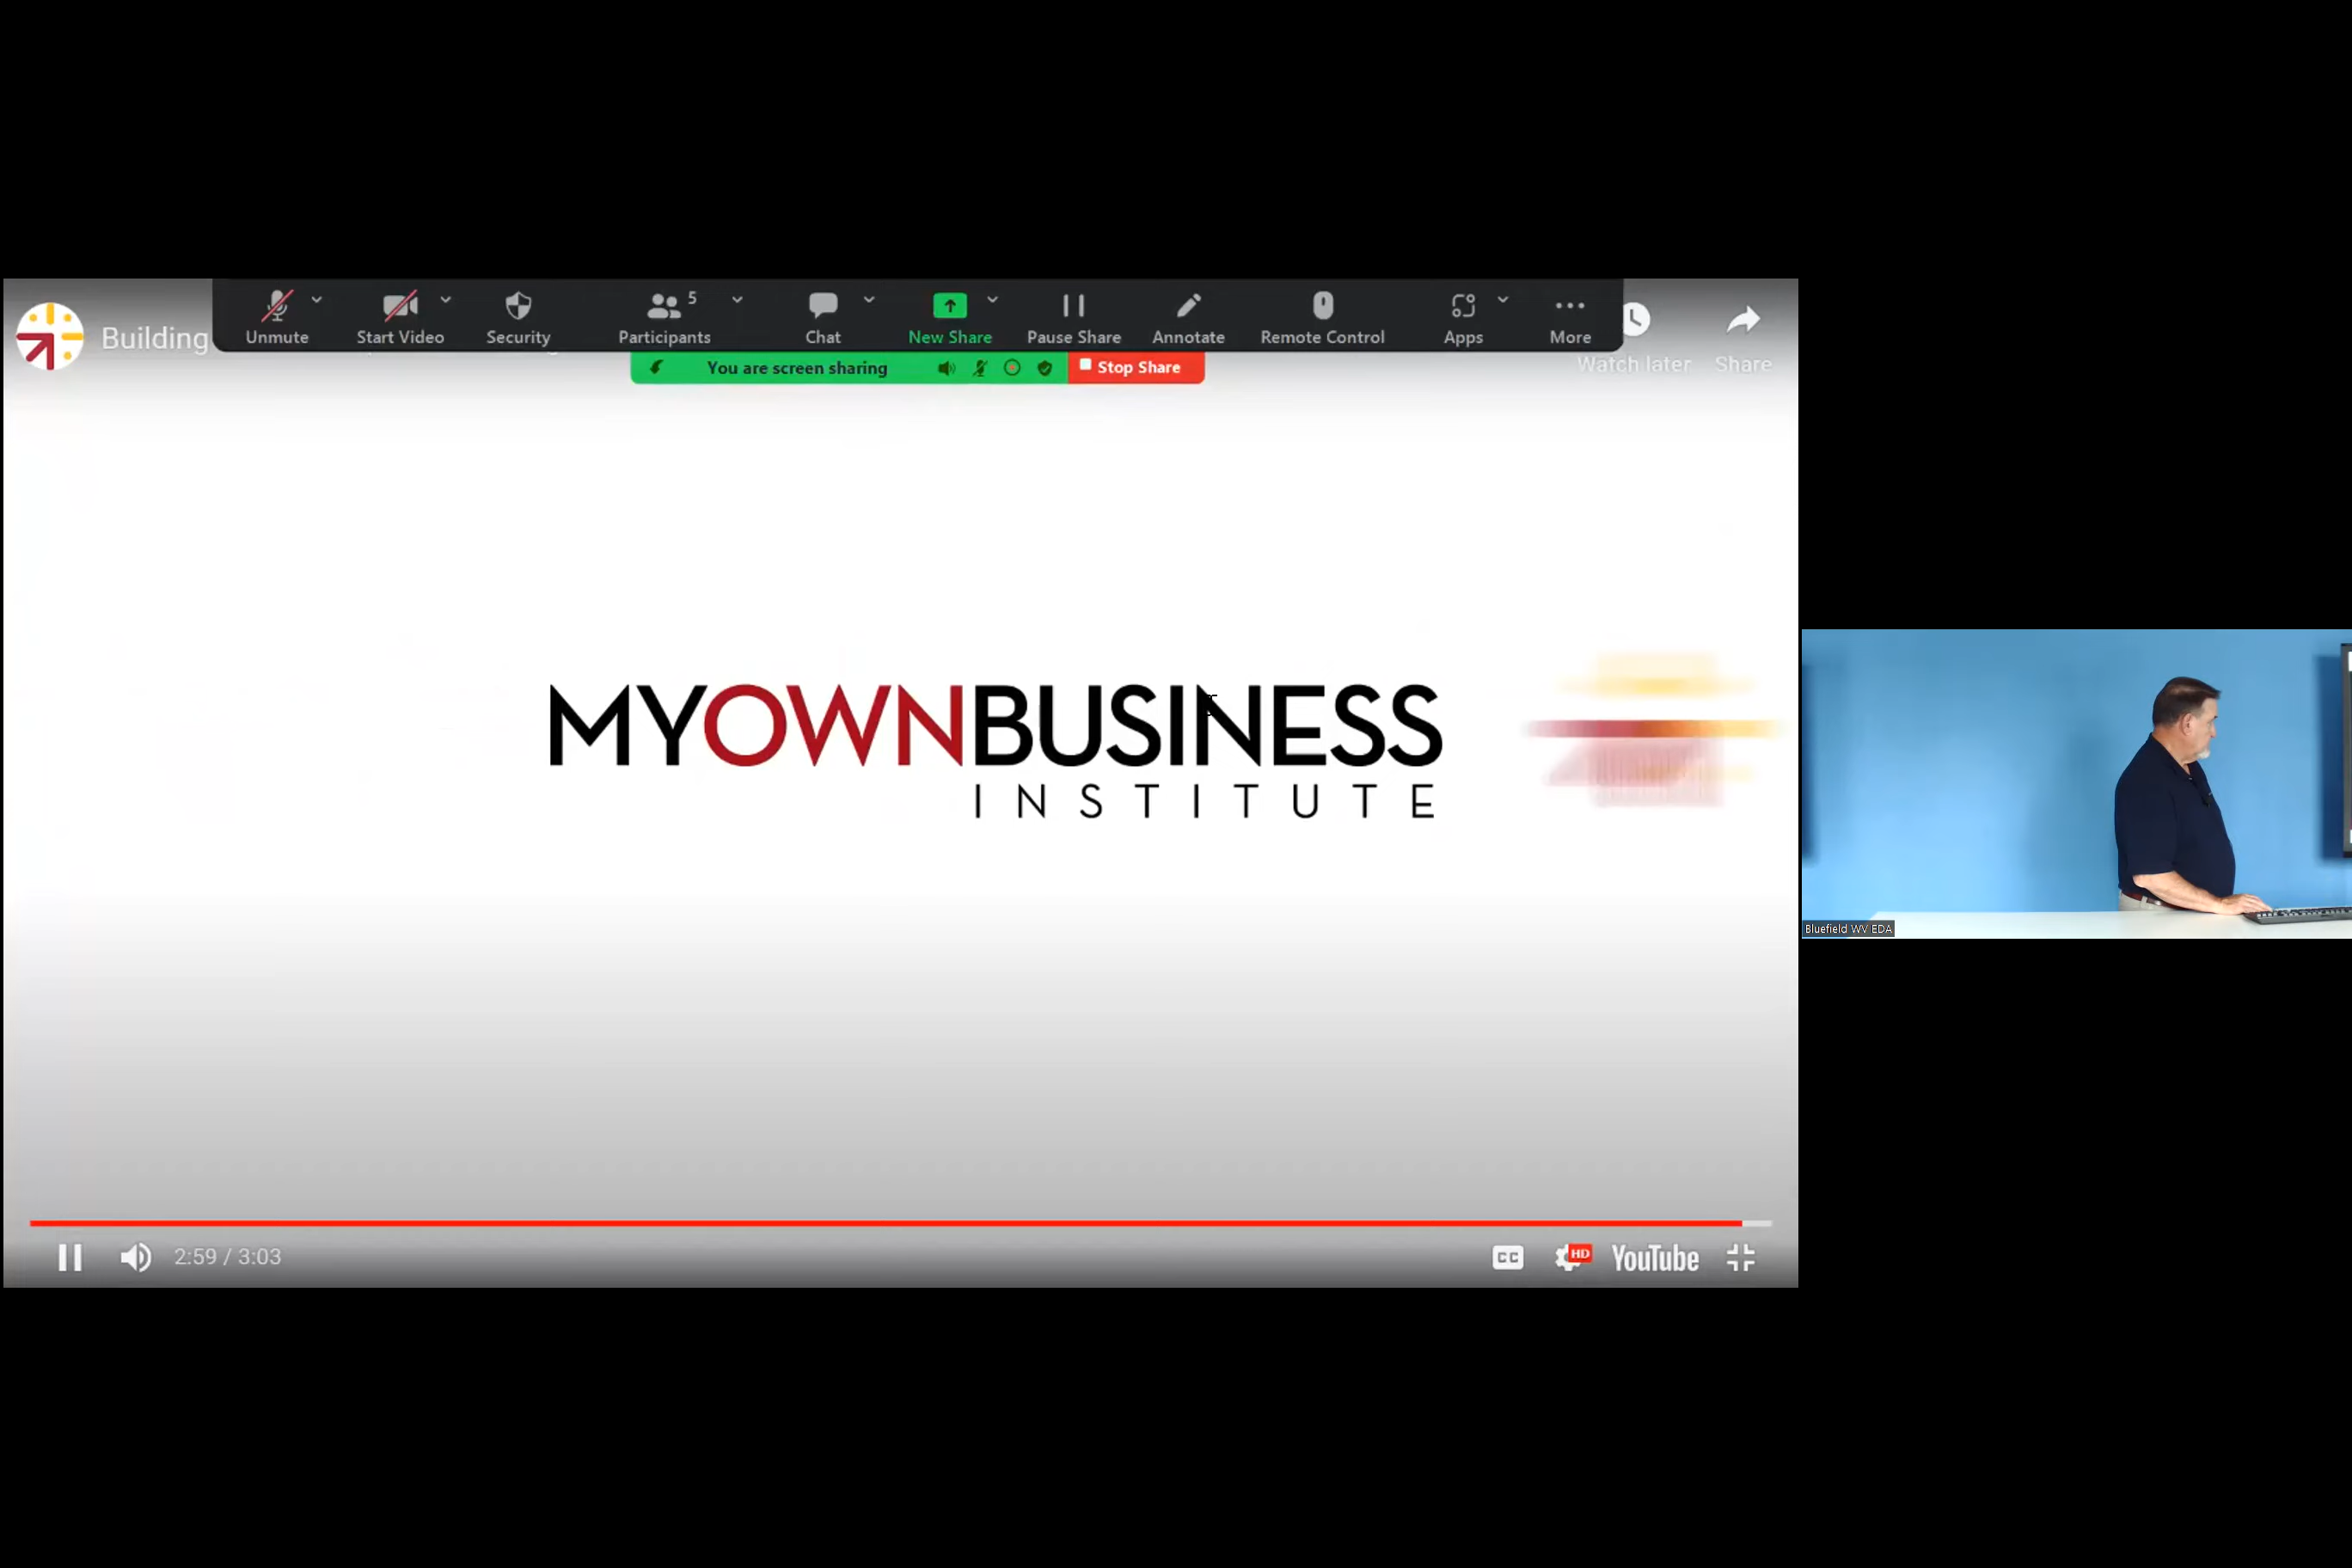 Building
Unmute
Start Video
Security
Participants
5
Chat
New Share
Pause Share
Annotate
Remote Control
Apps
More
You are screen sharing
Stop Share
Watch later
Share
MYOWNBUSINESS
INSTITUTE
2:59 / 3:03
CC
HD
YouTube
Bluefield WV EDA